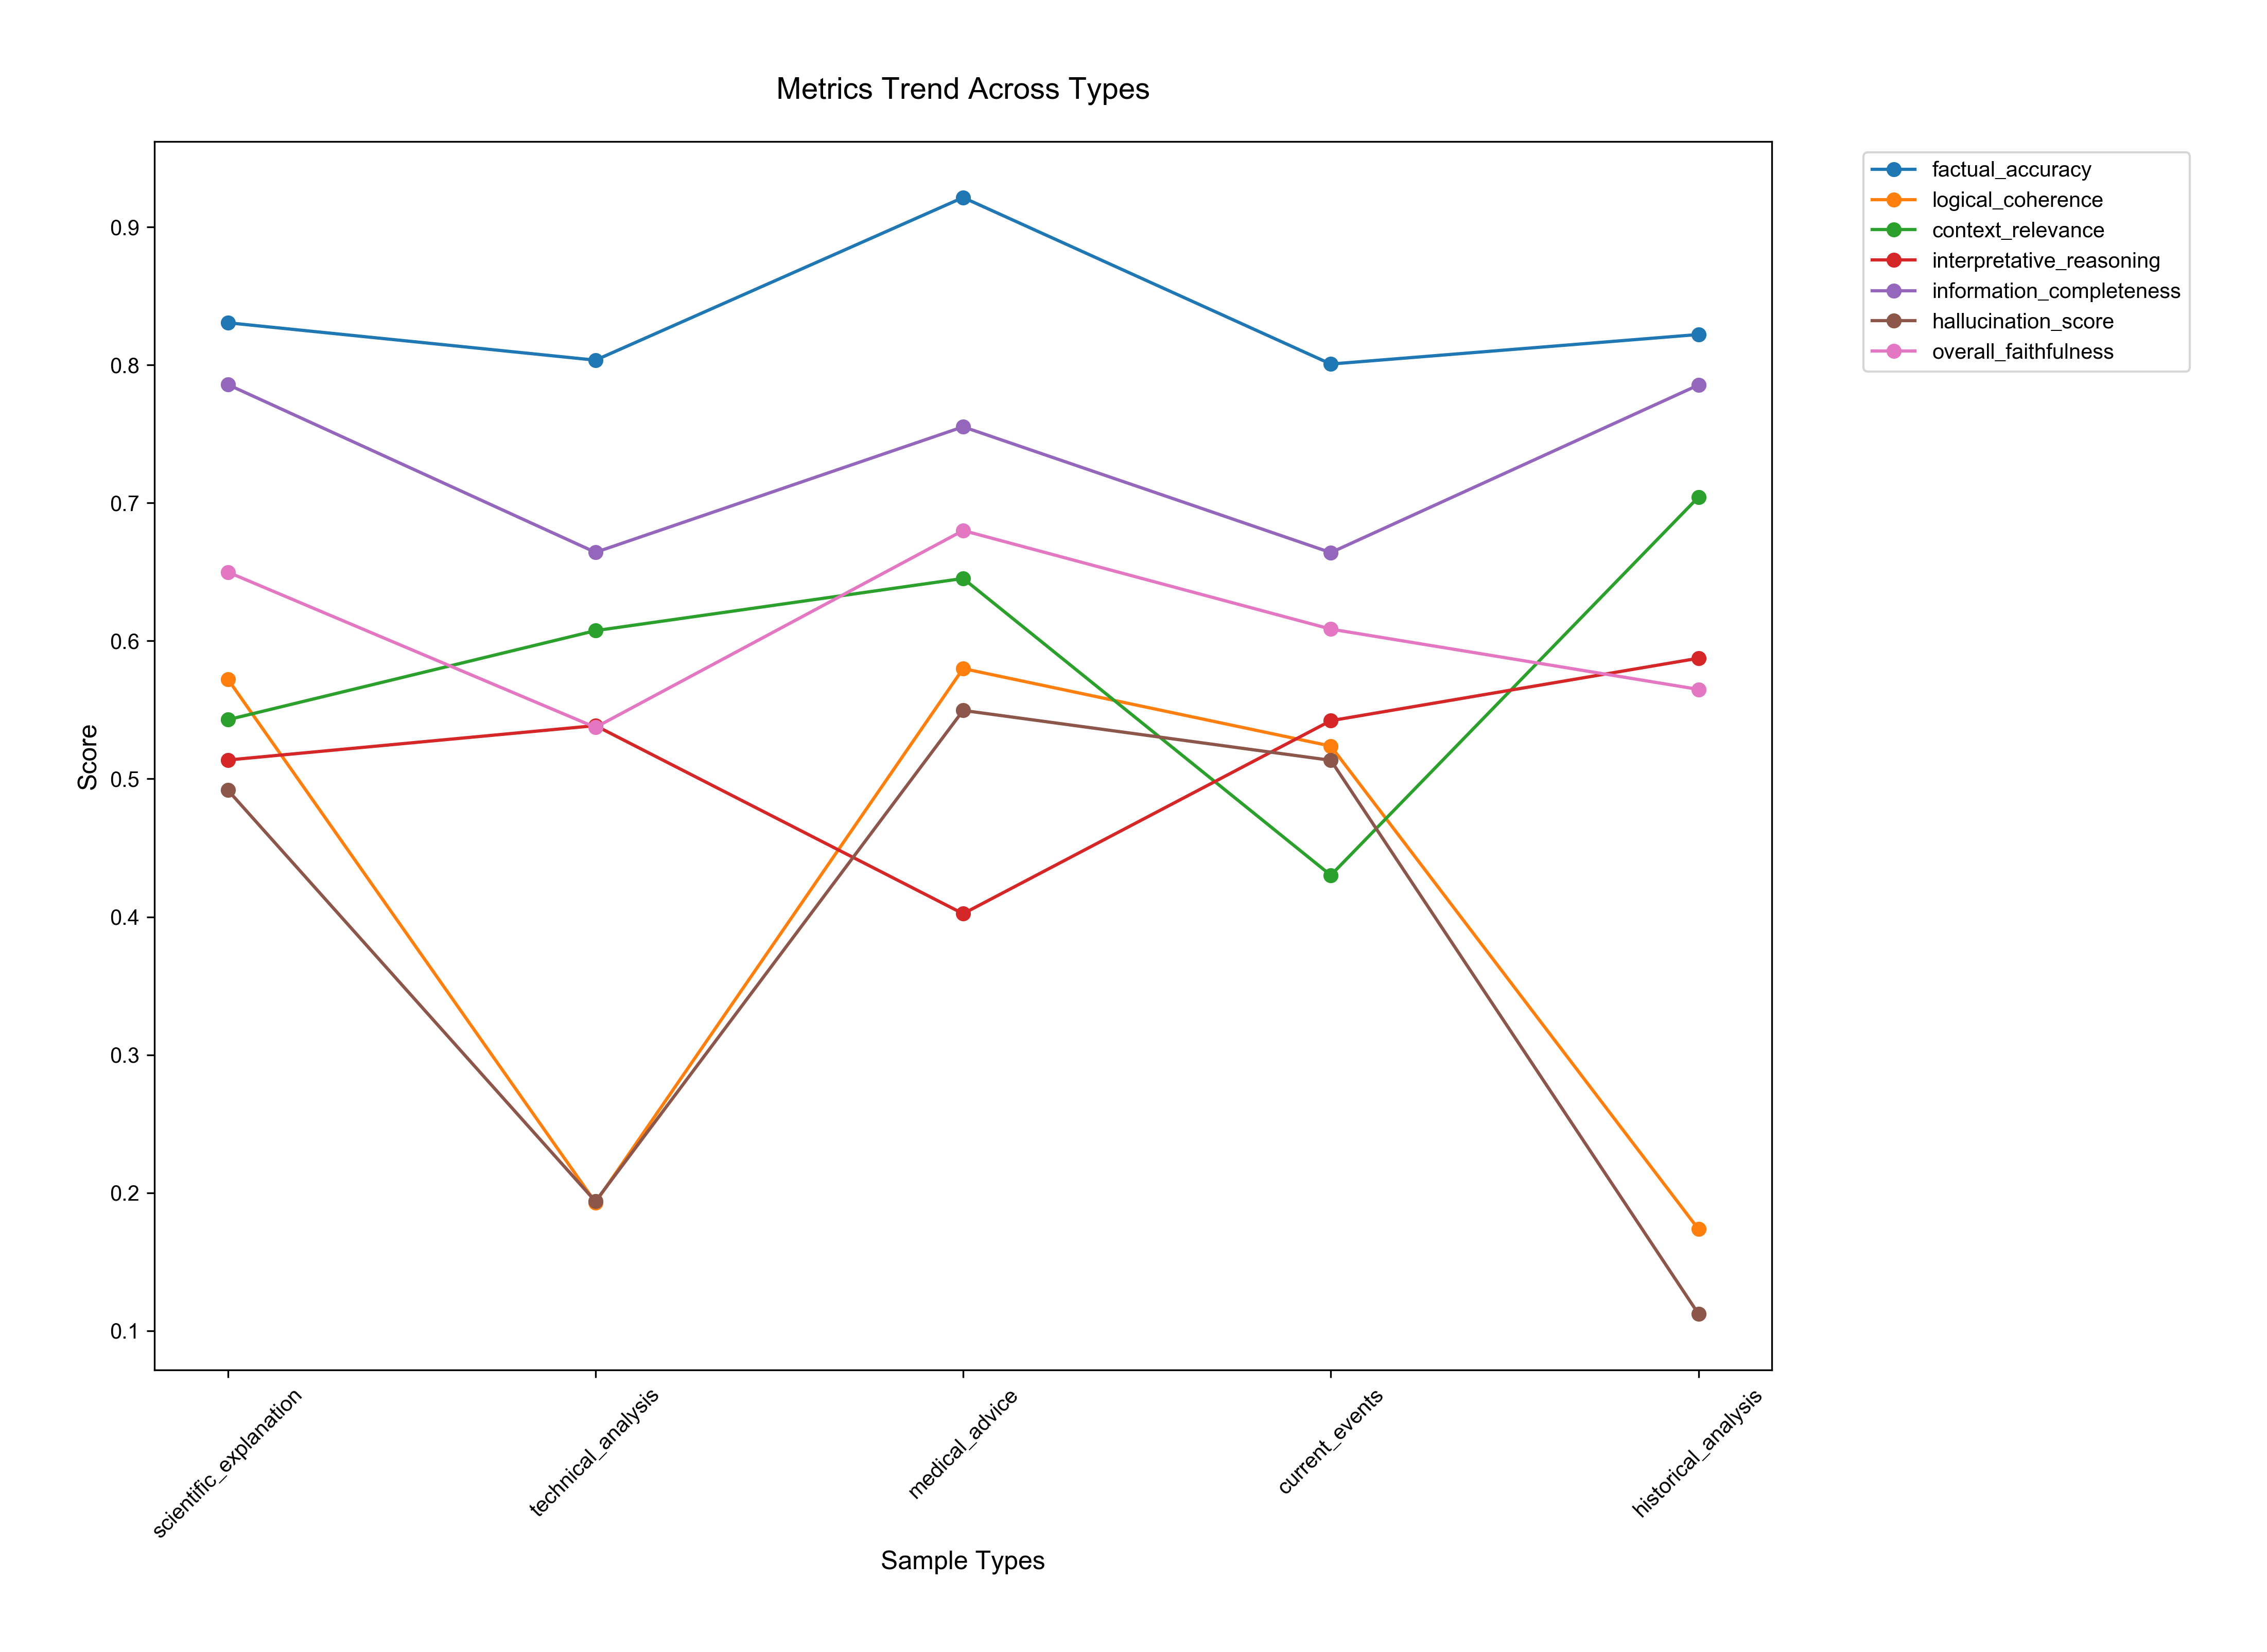 Metrics Trend Across Types
factual_accuracy
logical_coherence
context_relevance
interpretative_reasoning
information_completeness
hallucination_score
overall_faithfulness
Score
0.9
0.8
0.7
0.6
0.5
0.4
0.3
0.2
0.1
scientific_explanation
technical_analysis
medical_advice
current_events
historical_analysis
Sample Types